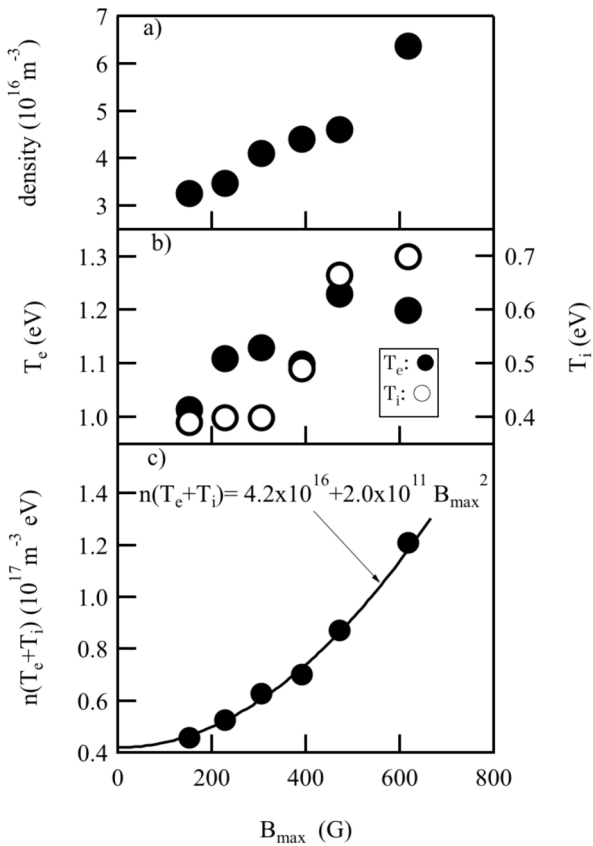 a)
7
6
5
4
3
density (10^16 m^-3)
b)
1.3
1.2
1.1
1.0
T_e (eV)
0.7
0.6
0.5
0.4
T_i (eV)
T_e: ●
T_i: ○
c)
n(T_e+T_i)= 4.2x10^16+2.0x10^11 B_max^2
1.4
1.2
1.0
0.8
0.6
0.4
n(T_e+T_i) (10^17 m^-3 eV)
0 200 400 600 800
B_max (G)